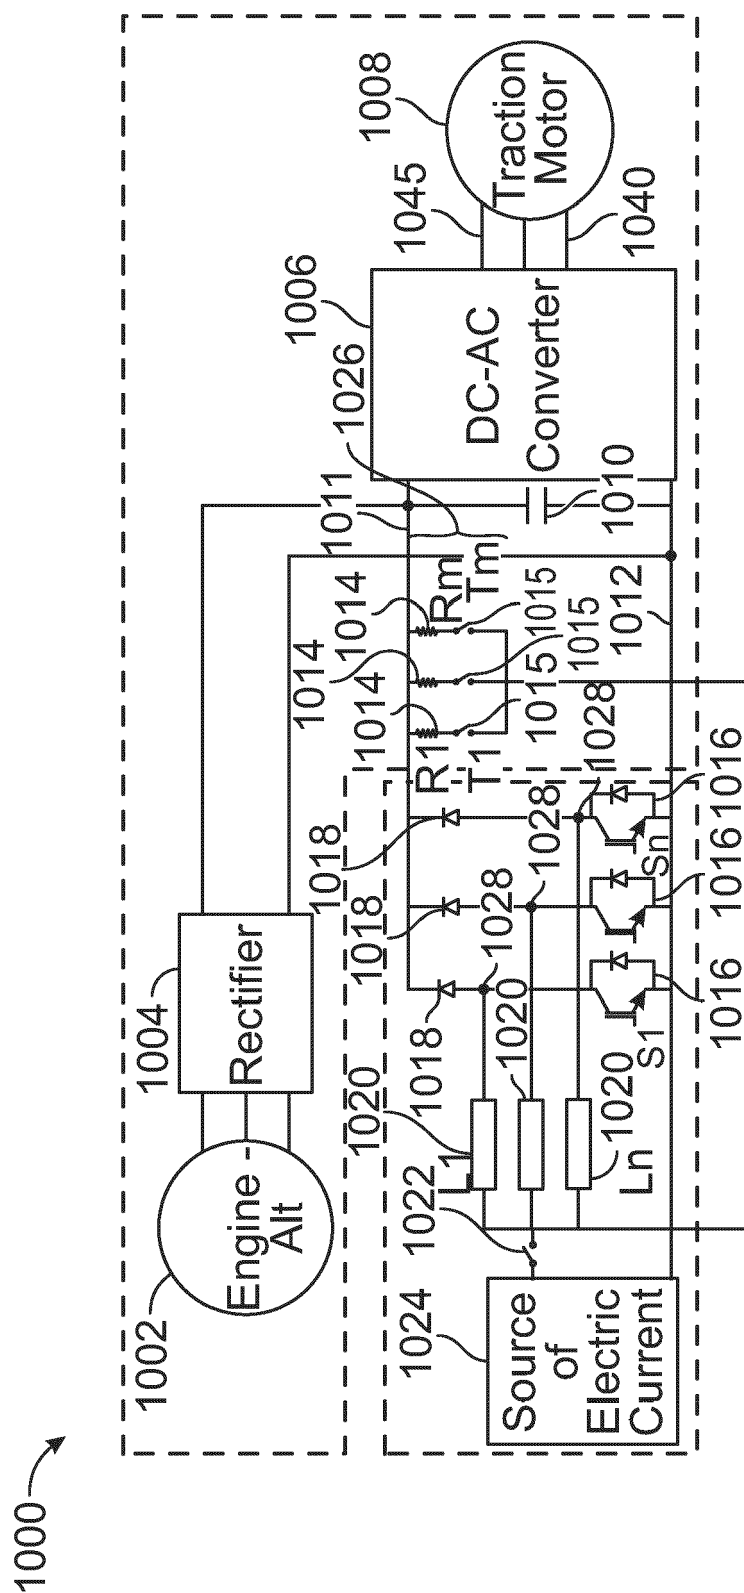 1000
1002
Engine -
Alt
1004
Rectifier
1006
DC-AC
Converter
1008
Traction
Motor
1045
1040
1026
1011
1010
1012
1014
1014
1014
Rm
Tm
R1
T1
1015
1015
1015
1028
1028
1028
1018
1018
1018
1016
1016
1016
Sn
S1
1020
1020
1020
L1
Ln
1022
1024
Source
of
Electric
Current